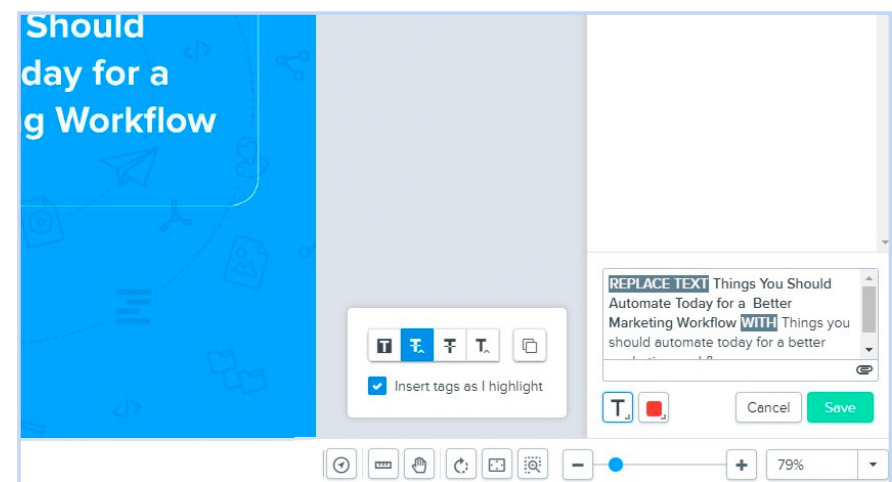 Should
day for a
g Workflow
REPLACE TEXT Things You Should
Automate Today for a Better
Marketing Workflow WITH Things you
should automate today for a better
Insert tags as I highlight
Cancel
Save
79%